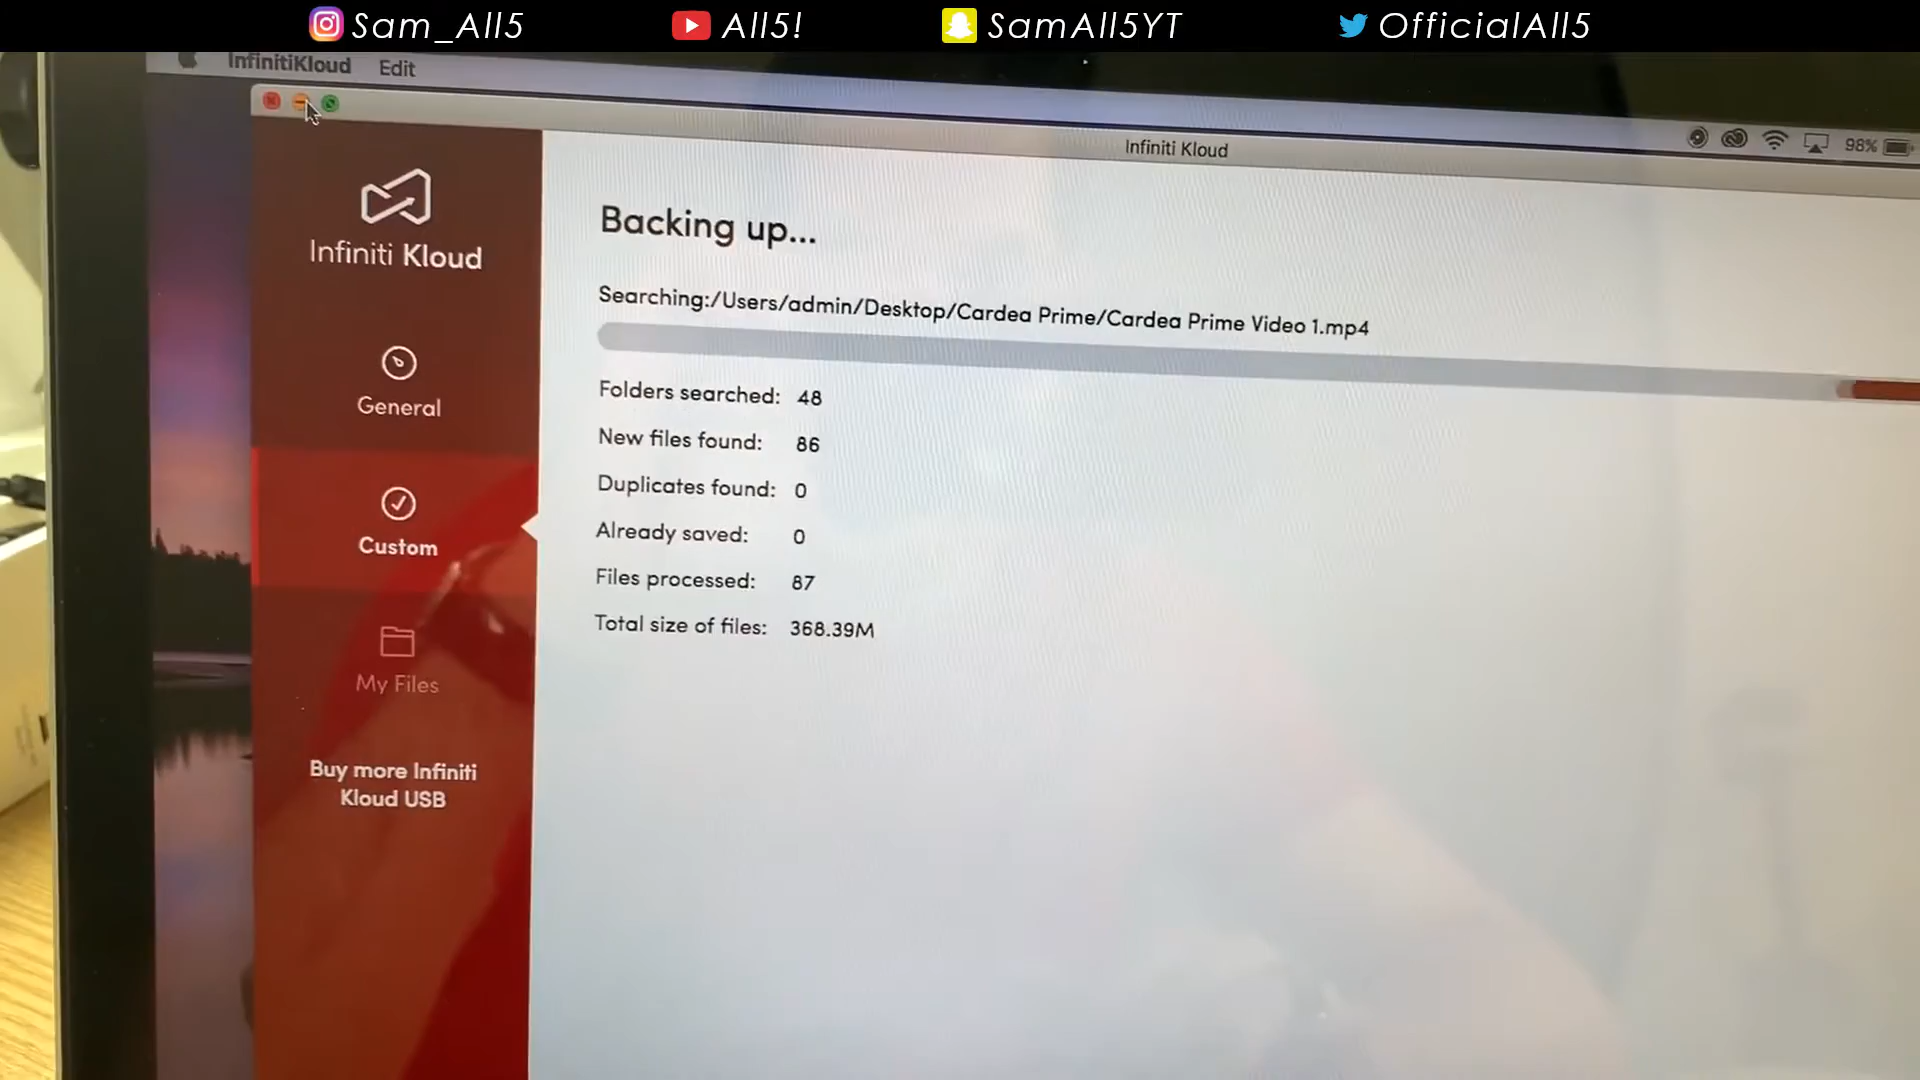 Sam_All5
All5!
SamAll5YT
OfficialAll5
InfinitiKloud Edit
Infiniti Kloud
98%
Infiniti Kloud
General
Custom
My Files
Buy more Infiniti
Kloud USB
Backing up...
Searching:/Users/admin/Desktop/Cardea Prime/Cardea Prime Video 1.mp4
Folders searched: 48
New files found: 86
Duplicates found: 0
Already saved: 0
Files processed: 87
Total size of files: 368.39M